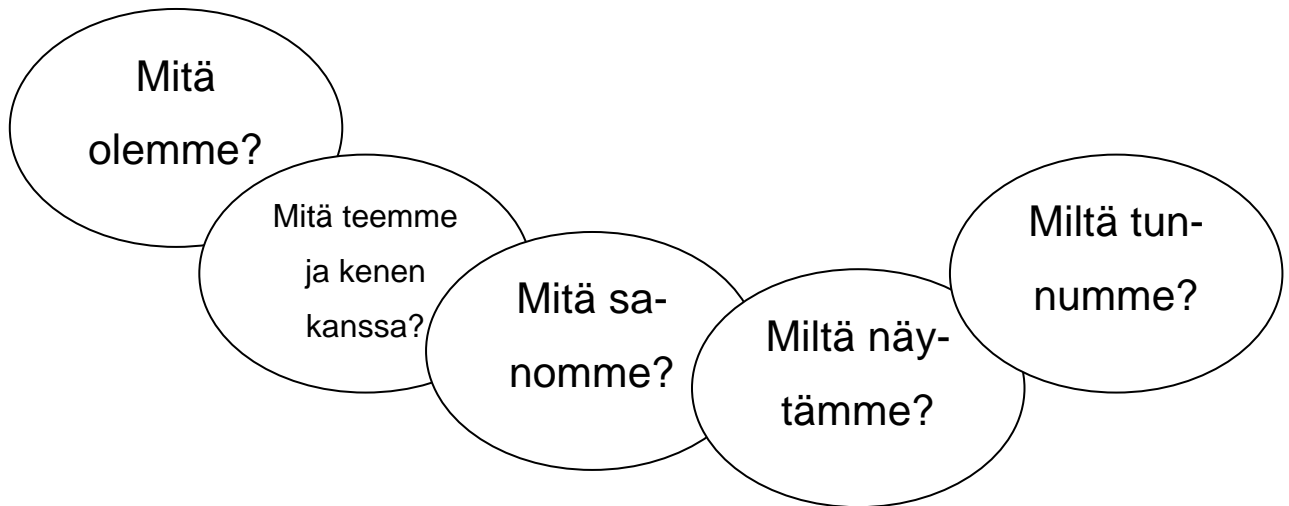 Mitä
olemme?
Mitä teemme
ja kenen
kanssa?
Mitä sa-
nomme?
Miltä näy-
tämme?
Miltä tun-
numme?